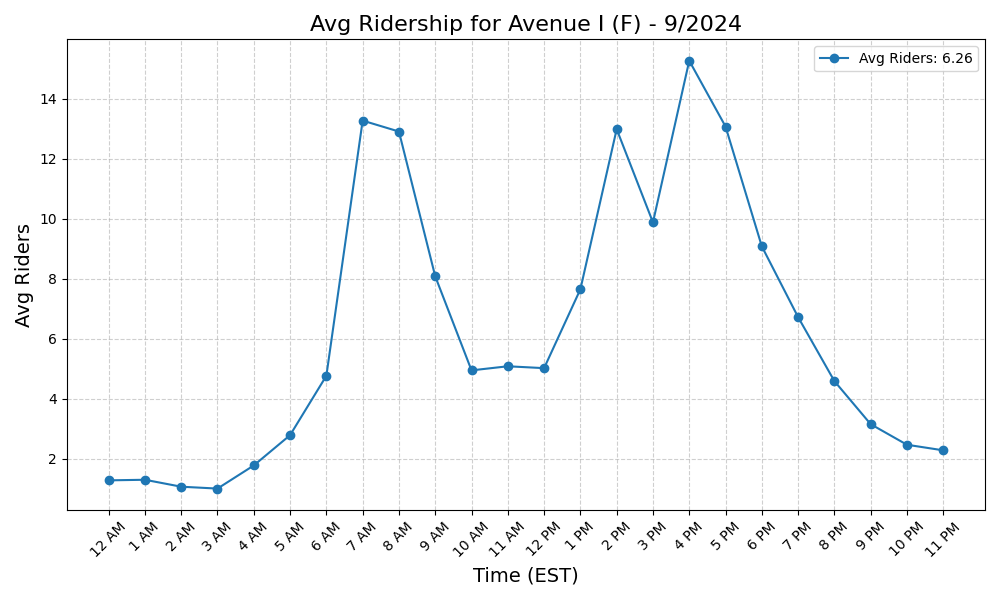 Avg Ridership for Avenue I (F) - 9/2024
Avg Riders: 6.26
Avg Riders
14
12
10
8
6
4
2
12 AM
1 AM
2 AM
3 AM
4 AM
5 AM
6 AM
7 AM
8 AM
9 AM
10 AM
11 AM
12 PM
1 PM
2 PM
3 PM
4 PM
5 PM
6 PM
7 PM
8 PM
9 PM
10 PM
11 PM
Time (EST)